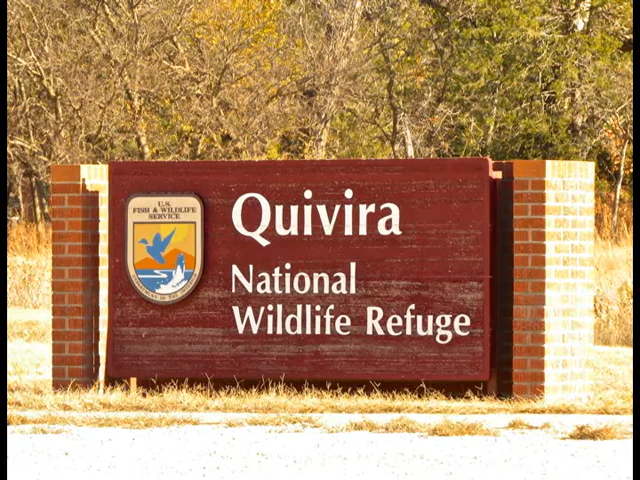 U.S.
FISH & WILDLIFE
SERVICE
Quivira
National
Wildlife Refuge